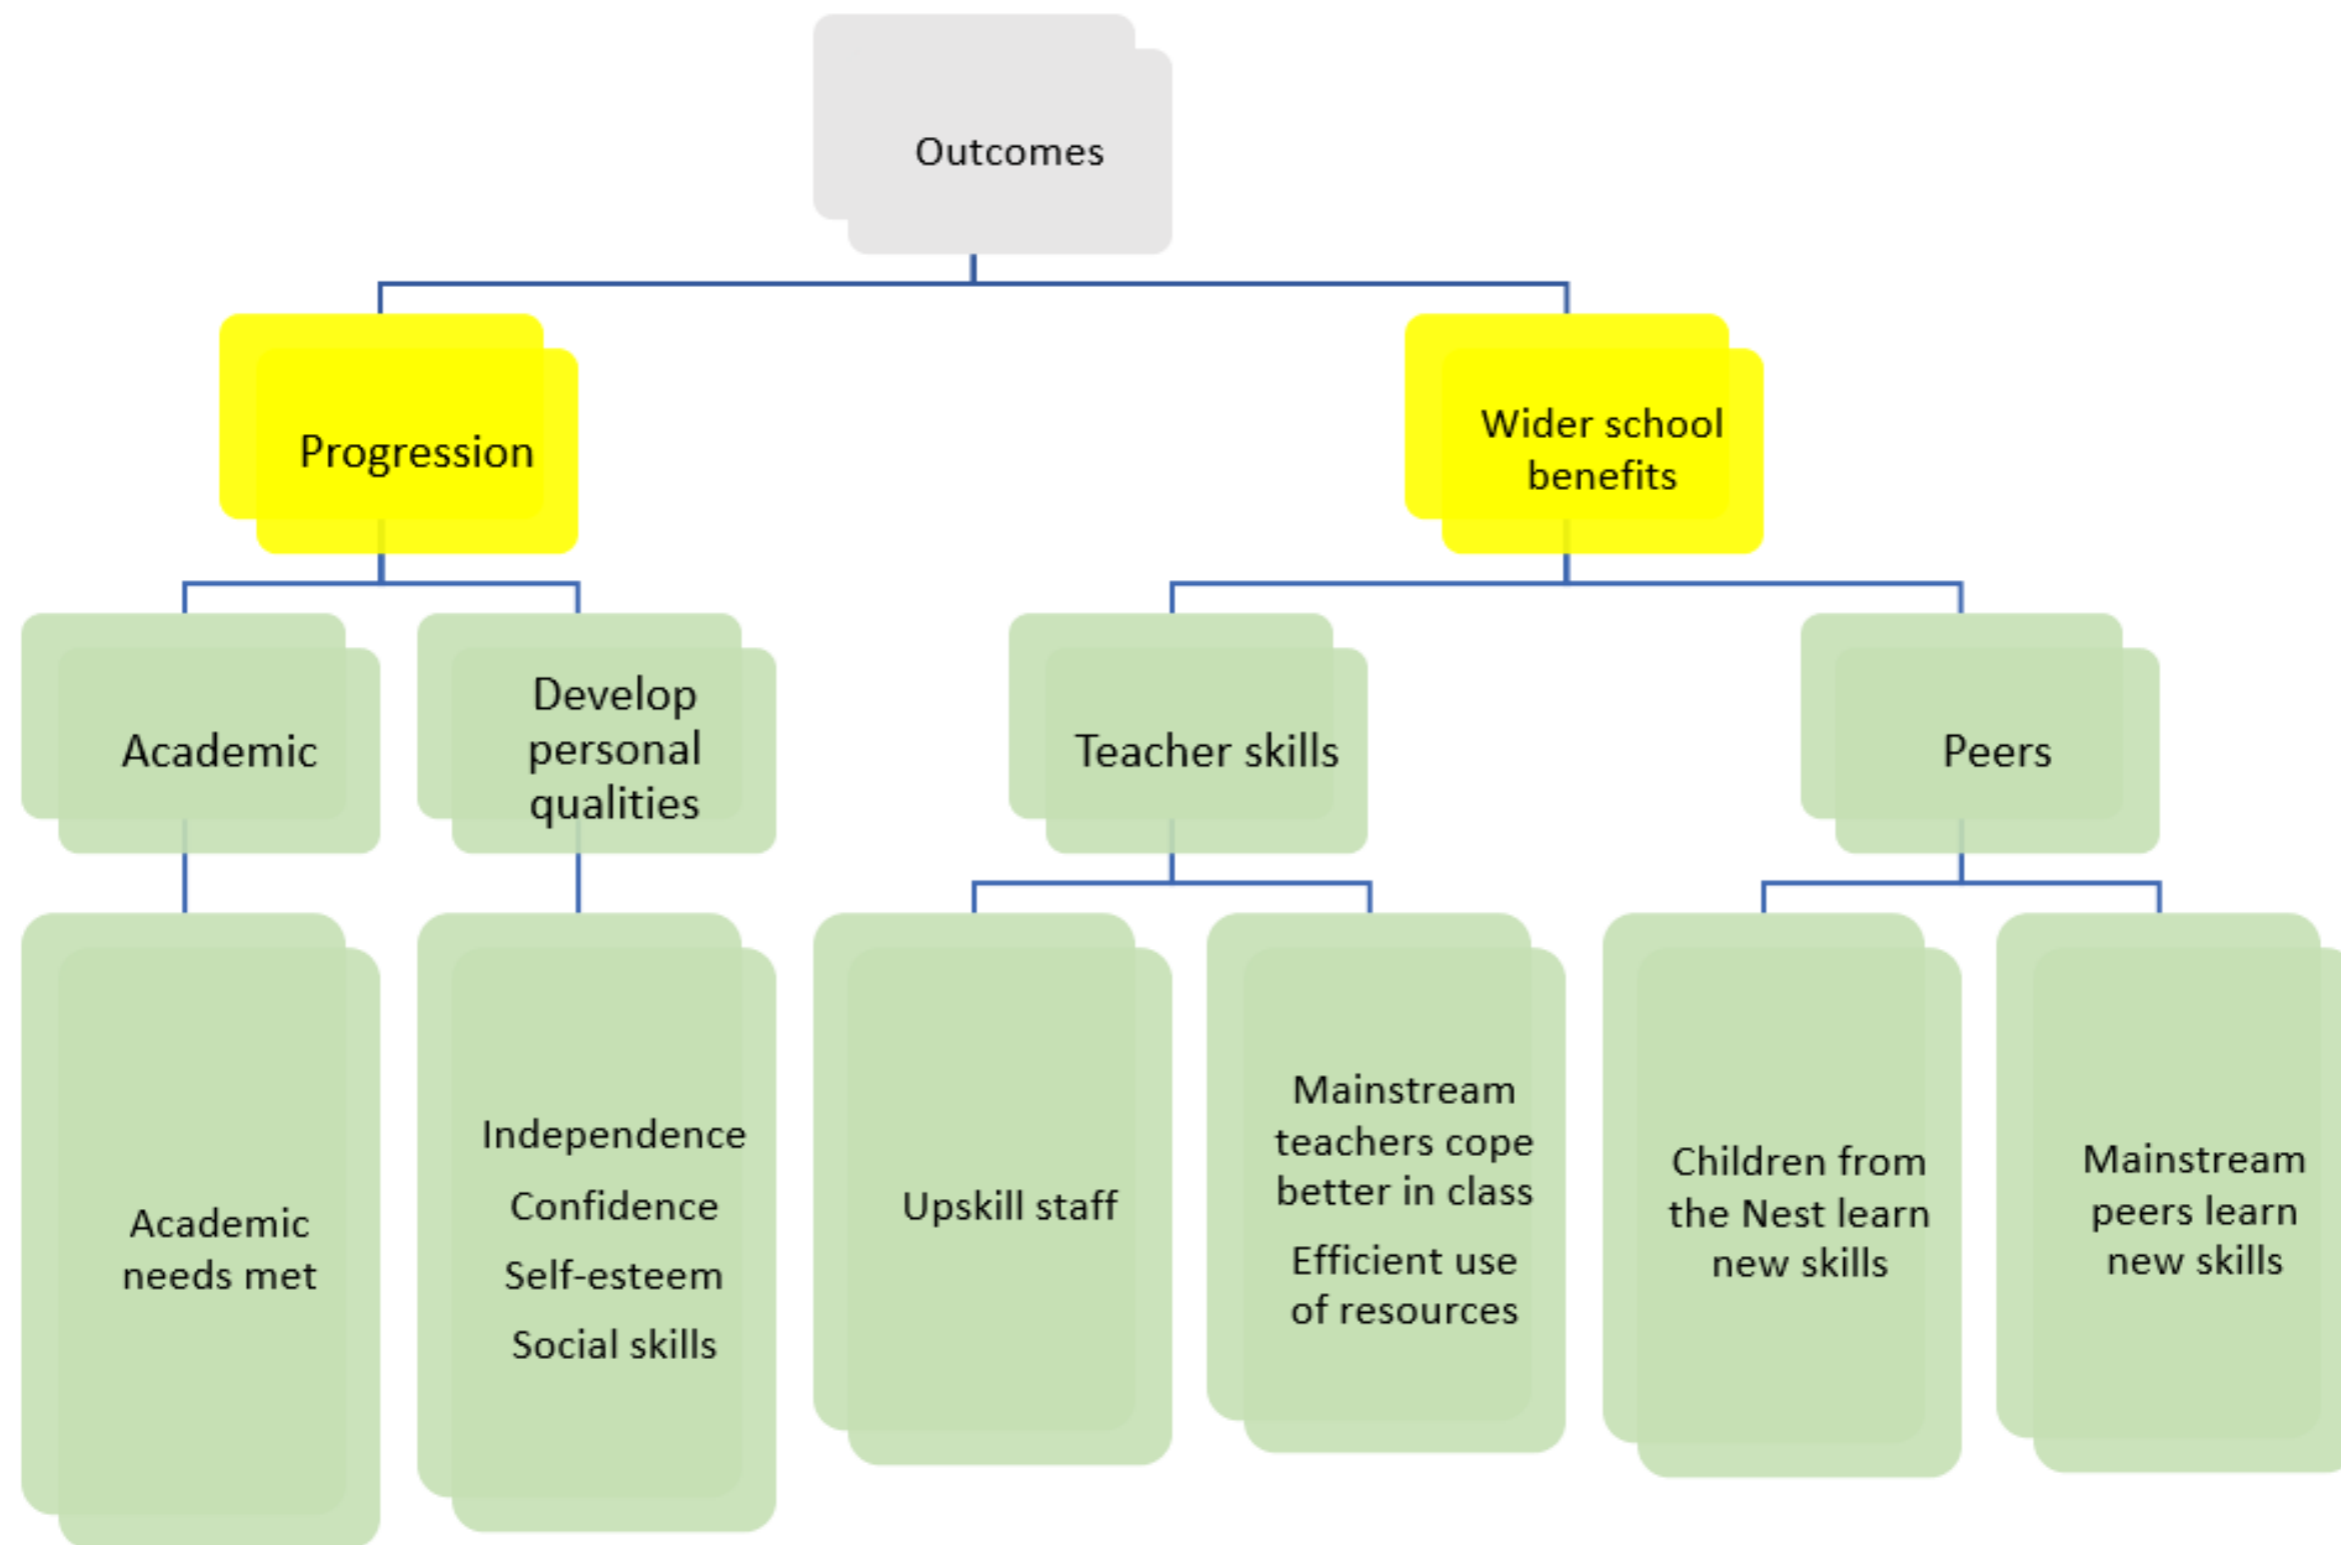 Outcomes
Progression
Wider school
benefits
Academic
Develop
personal
qualities
Teacher skills
Peers
Academic
needs met
Independence
Confidence
Self-esteem
Social skills
Upskill staff
Mainstream
teachers cope
better in class
Efficient use
of resources
Children from
the Nest learn
new skills
Mainstream
peers learn
new skills